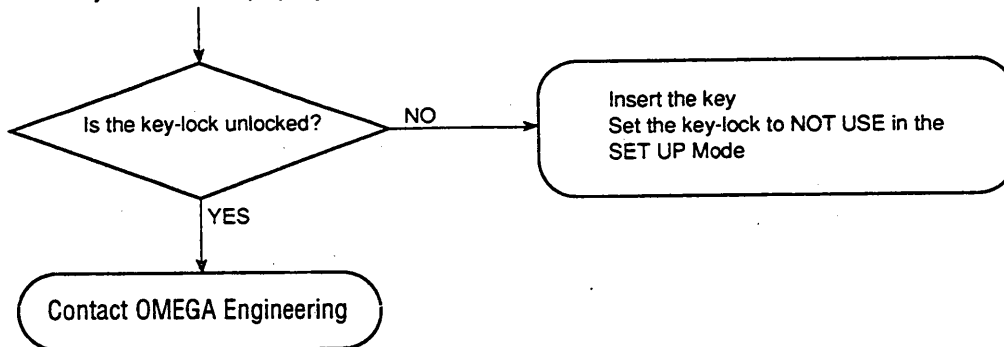 Is the key-lock unlocked?
NO
Insert the key
Set the key-lock to NOT USE in the
SET UP Mode
YES
Contact OMEGA Engineering